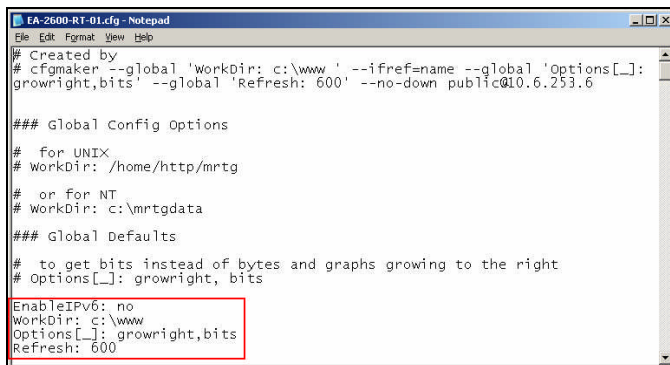 EA-2600-RT-01.cfg - Notepad
File Edit Format View Help
# Created by
# cfgmaker --global 'WorkDir: c:\www ' --ifref=name --global 'Options[_]:
growright,bits' --global 'Refresh: 600' --no-down public@10.6.253.6
### Global Config Options
# for UNIX
# WorkDir: /home/http/mrtg
# or for NT
# WorkDir: c:\mrtgdata
### Global Defaults
# to get bits instead of bytes and graphs growing to the right
# Options[_]: growright, bits
EnableIPv6: no
WorkDir: c:\www
Options[_]: growright,bits
Refresh: 600